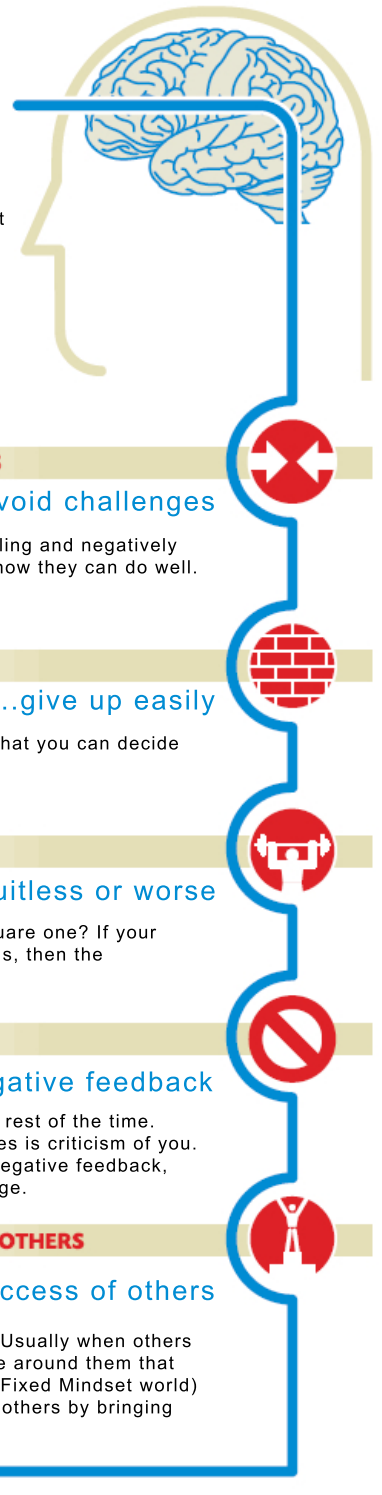 void challenges
ling and negatively
how they can do well.
...give up easily
hat you can decide
uitless or worse
uare one? If your
s, then the
gative feedback
rest of the time.
es is criticism of you.
egative feedback,
ge.
OTHERS
ccess of others
Usually when others
e around them that
Fixed Mindset world)
others by bringing